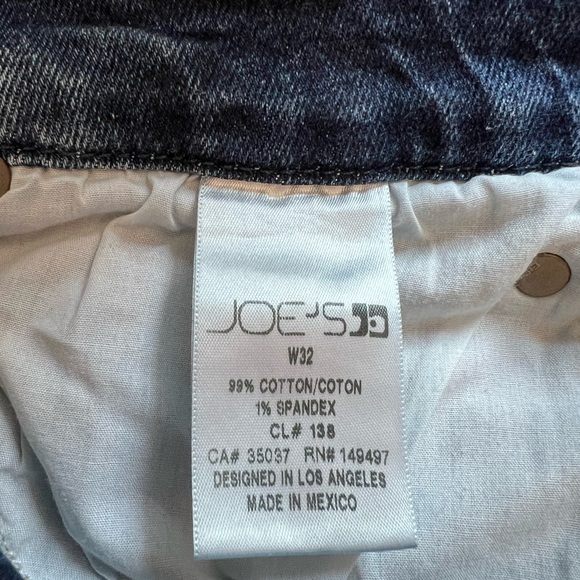 JOE'S
W32
99% COTTON/COTON
1% SPANDEX
CL# 138
CA# 35037 RN# 149497
DESIGNED IN LOS ANGELES
MADE IN MEXICO